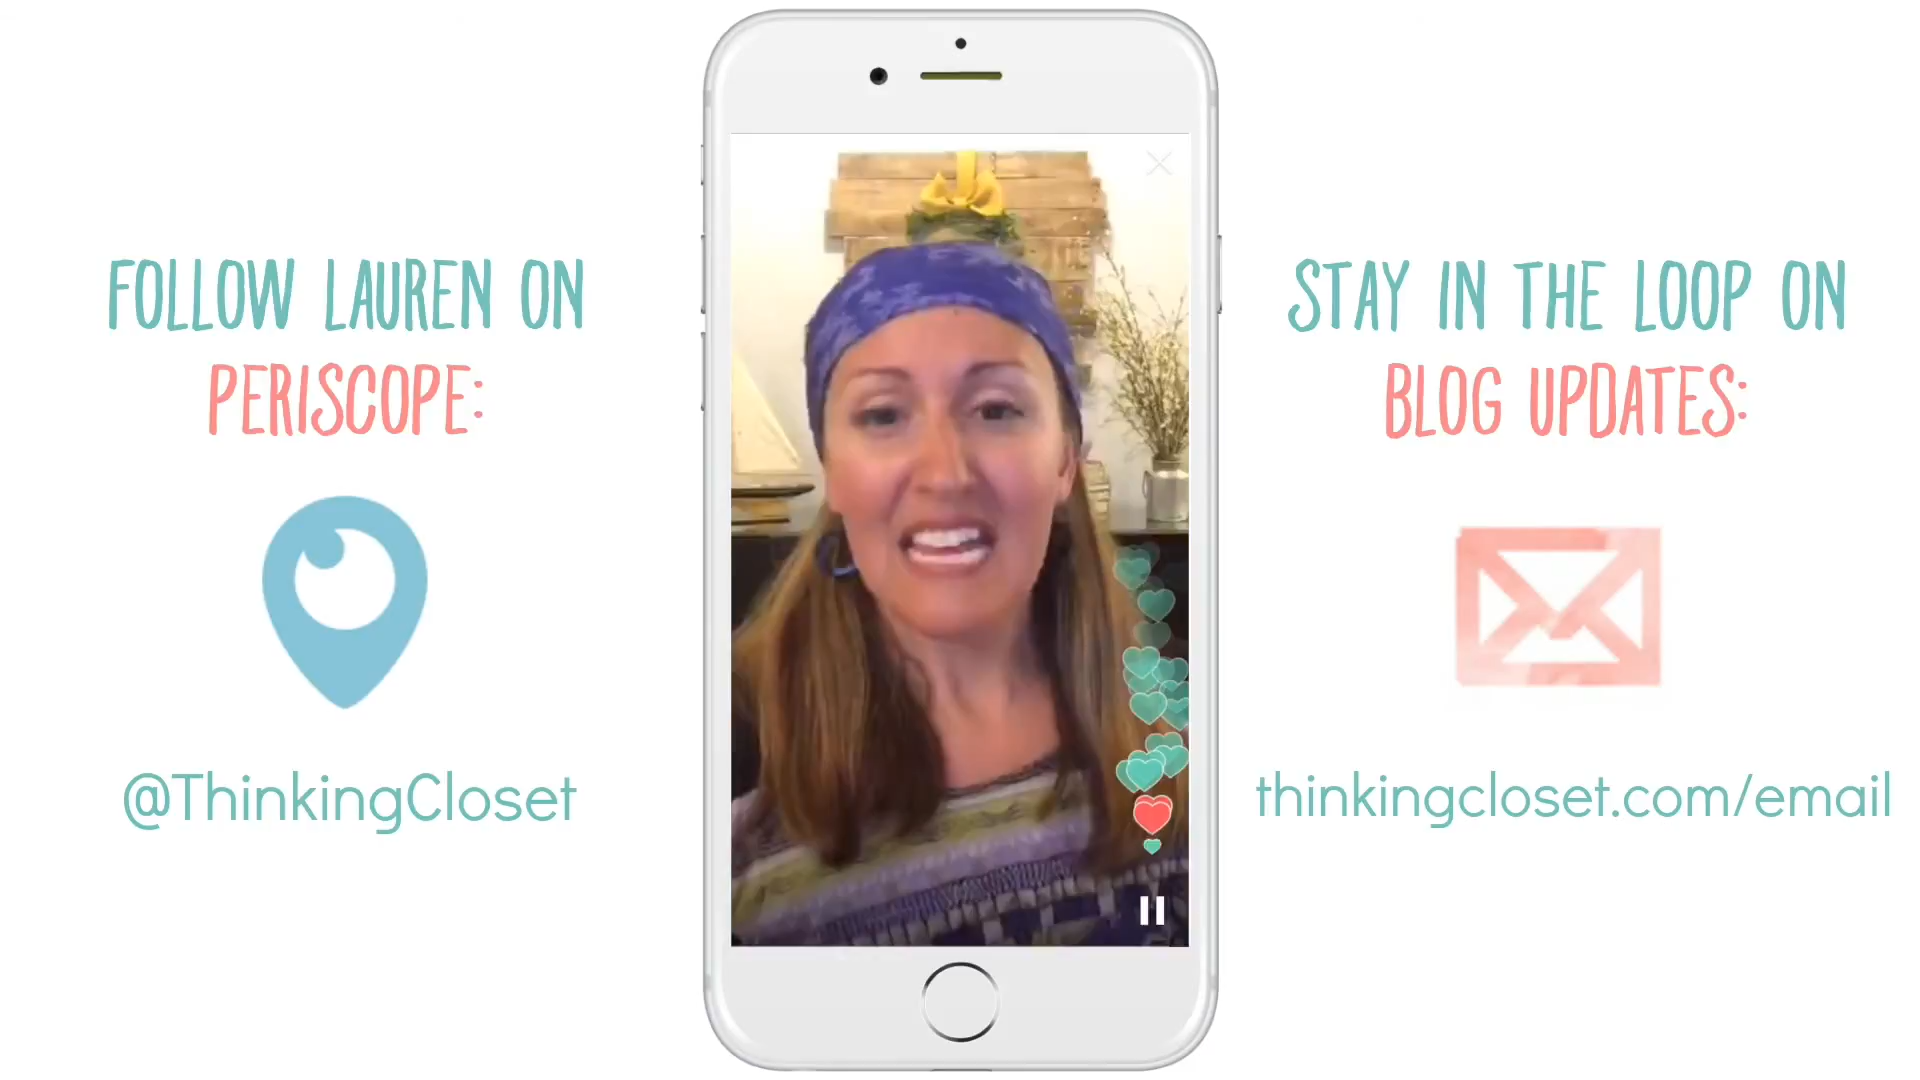 FOLLOW LAUREN ON
PERISCOPE:
@ThinkingCloset
STAY IN THE LOOP ON
BLOG UPDATES:
thinkingcloset.com/email